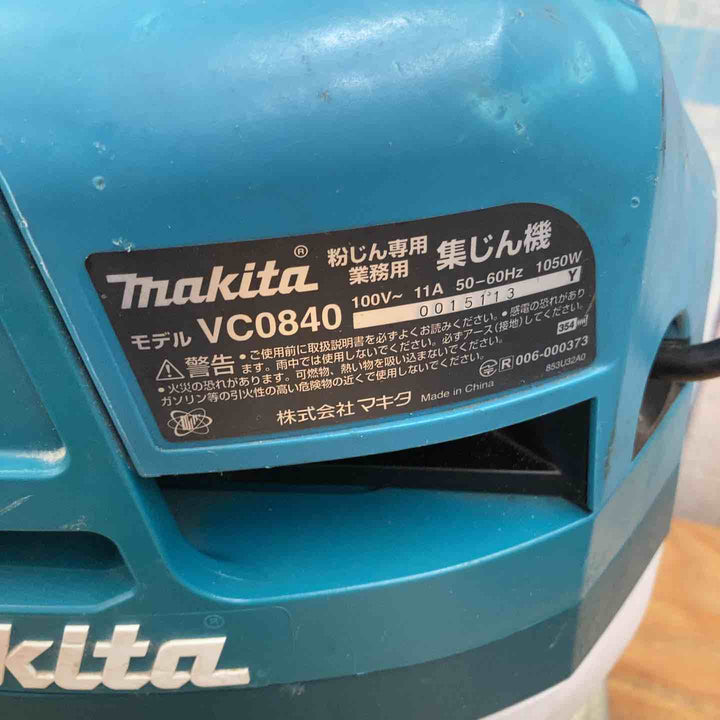 makita®
粉じん専用
業務用
集じん機
モデル VC0840
100V~ 11A 50-60Hz 1050W
0015113 Y
⚠警告 •ご使用前に取扱説明書を必ずよくお読みください。•感電の恐れがあり
ます。雨中では使用しないでください。必ずアース(接地)してください。
•火災の恐れがあります。可燃物、熱い物を吸い込まないでください。
ガソリン等の引火性の高い危険物の近くで使用しないでください。
354
R 006-000373
853U32A0
株式会社 マキタ Made in China
kita®